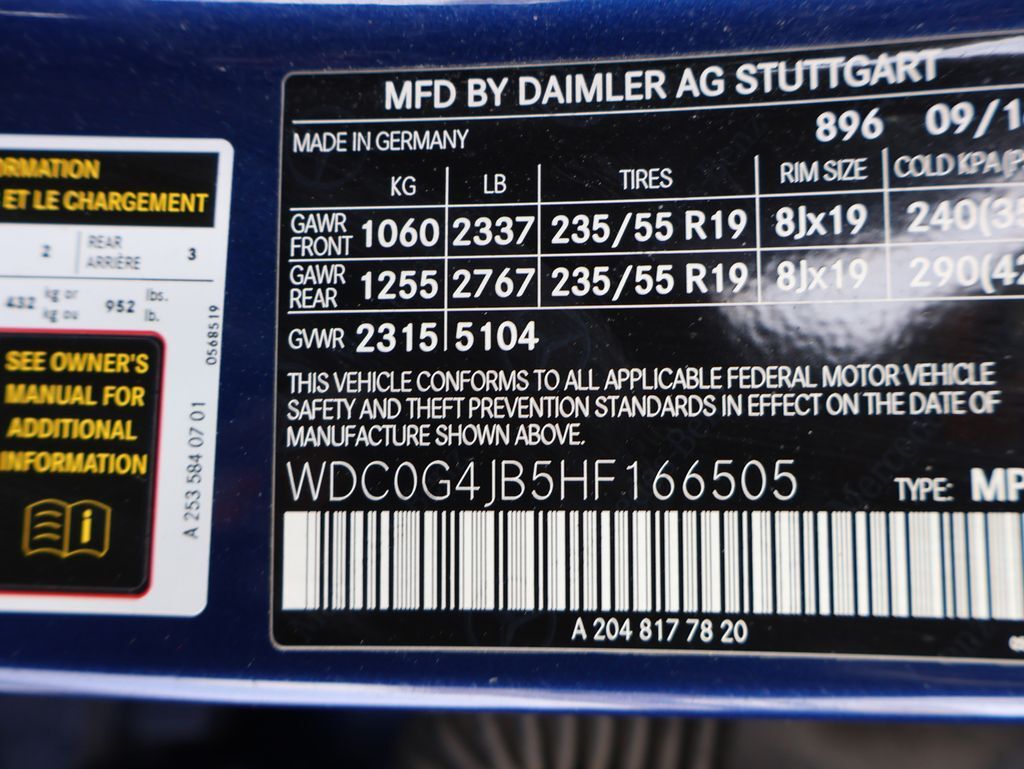 MFD BY DAIMLER AG STUTTGART
MADE IN GERMANY 896
KG LB TIRES RIM SIZE COLD
GAWR FRONT 1060 2337 235/55 R19 8Jx19
GAWR REAR 1255 2767 235/55 R19 8Jx19
GVWR 2315 5104
THIS VEHICLE CONFORMS TO ALL APPLICABLE FEDERAL MOTOR VEHICLE
SAFETY AND THEFT PREVENTION STANDARDS IN EFFECT ON THE DATE OF
MANUFACTURE SHOWN ABOVE.
WDC0G4JB5HF166505 TYPE:
A 204 817 78 20
ET LE CHARGEMENT
2 REAR ARRIÈRE 3
432 kg or kg ou 952 lbs. lb.
0568519
SEE OWNER'S
MANUAL FOR
ADDITIONAL
INFORMATION
i
A 253 584 07 01